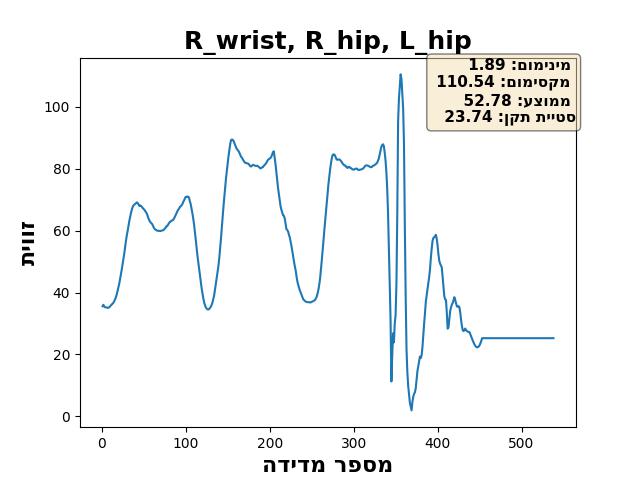 R_wrist, R_hip, L_hip
מינימום: 1.89
מקסימום: 110.54
ממוצע: 52.78
סטיית תקן: 23.74
זווית
100
80
60
40
20
0
0 100 200 300 400 500
מספר מדידה